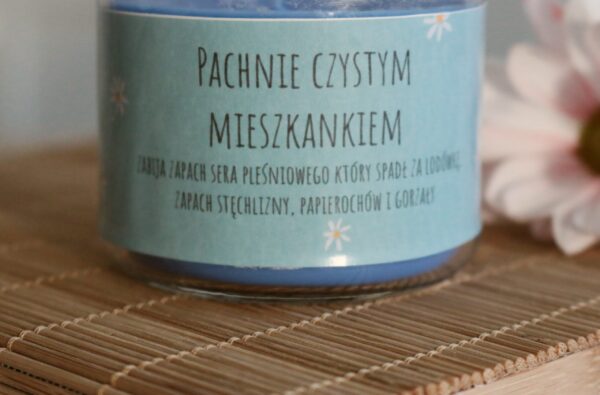 PACHNIE CZYSTYM
MIESZKANKIEM
ZABIJA ZAPACH SERA PLEŚNIOWEGO KTÓRY SPADŁ ZA LODÓWKĘ,
ZAPACH STĘCHLIZNY, PAPIEROCHÓW I GORZAŁY